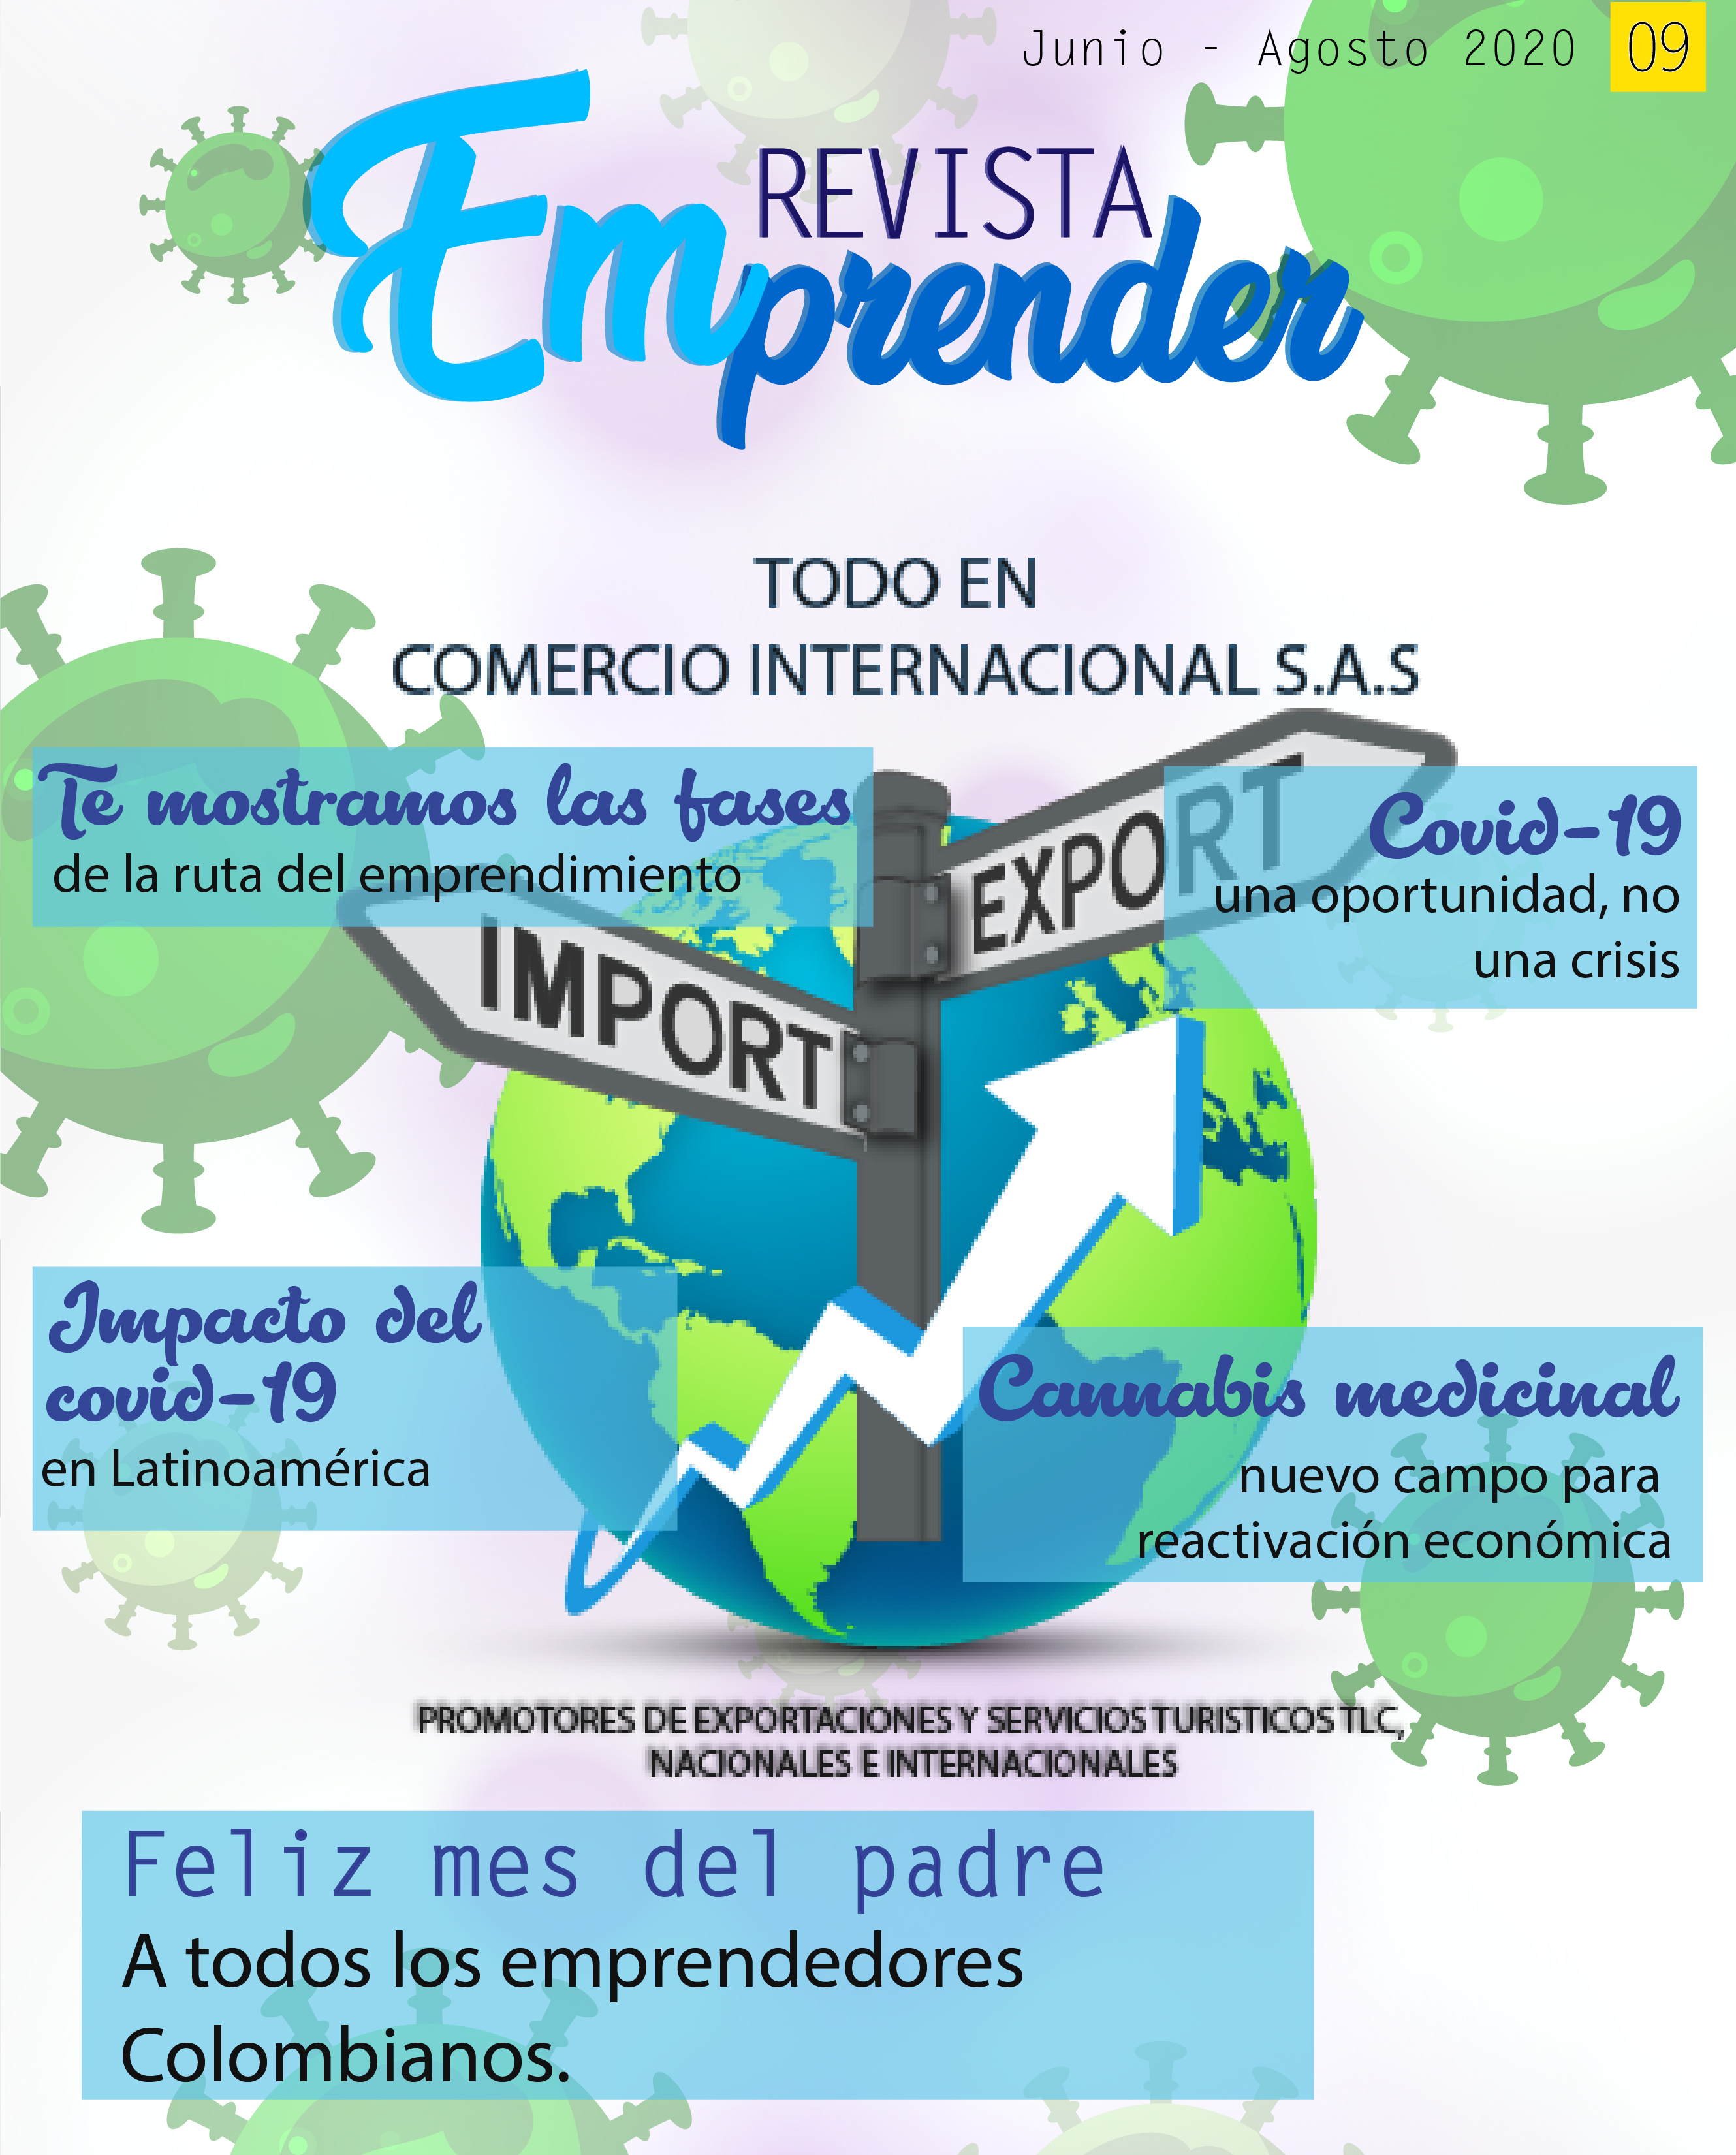 Junio - Agosto 2020 09
REVISTA
Emprender
TODO EN
COMERCIO INTERNACIONAL S.A.S
Te mostramos las fases
de la ruta del emprendimiento
EXPORT
Covid-19
una oportunidad, no
una crisis
IMPORT
Impacto del
covid-19
en Latinoamérica
Cannabis medicinal
nuevo campo para
reactivación económica
PROMOTORES DE EXPORTACIONES Y SERVICIOS TURISTICOS TLC,
NACIONALES E INTERNACIONALES
Feliz mes del padre
A todos los emprendedores
Colombianos.